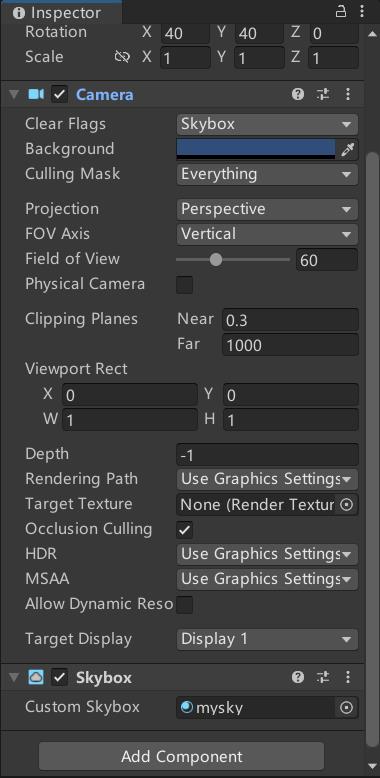 Inspector
Rotation X 40 Y 40 Z 0
Scale X 1 Y 1 Z 1
Camera
Clear Flags Skybox
Background
Culling Mask Everything
Projection Perspective
FOV Axis Vertical
Field of View 60
Physical Camera
Clipping Planes Near 0.3
Far 1000
Viewport Rect
X 0 Y 0
W 1 H 1
Depth -1
Rendering Path Use Graphics Settings
Target Texture None (Render Textur
Occlusion Culling
HDR Use Graphics Settings
MSAA Use Graphics Settings
Allow Dynamic Reso
Target Display Display 1
Skybox
Custom Skybox mysky
Add Component